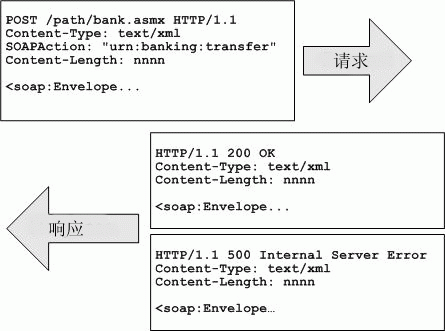 POST /path/bank.asmx HTTP/1.1
Content-Type: text/xml
SOAPAction: "urn:banking:transfer"
Content-Length: nnnn
<soap:Envelope...
请求
HTTP/1.1 200 OK
Content-Type: text/xml
Content-Length: nnnn
<soap:Envelope...
响应
HTTP/1.1 500 Internal Server Error
Content-Type: text/xml
Content-Length: nnnn
<soap:Envelope…